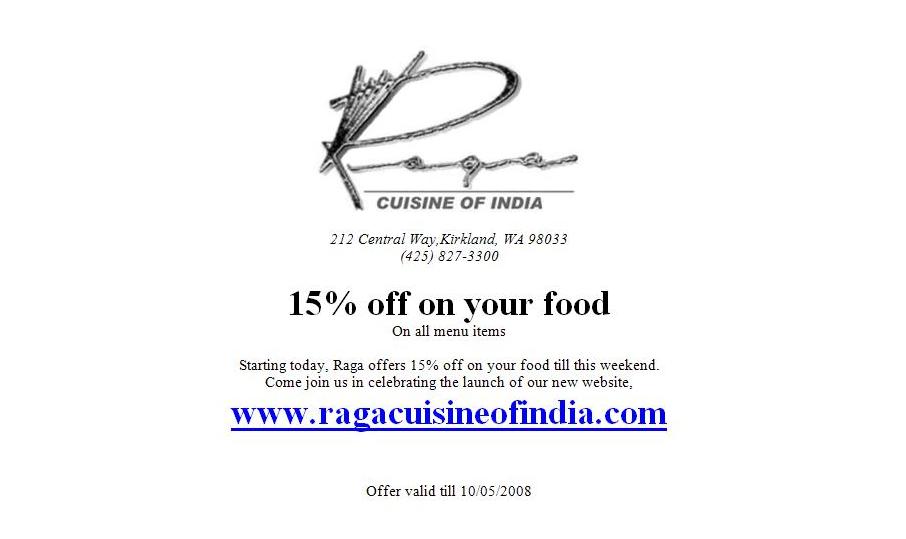 Raga
CUISINE OF INDIA
212 Central Way,Kirkland, WA 98033
(425) 827-3300
15% off on your food
On all menu items
Starting today, Raga offers 15% off on your food till this weekend.
Come join us in celebrating the launch of our new website,
www.ragacuisineofindia.com
Offer valid till 10/05/2008